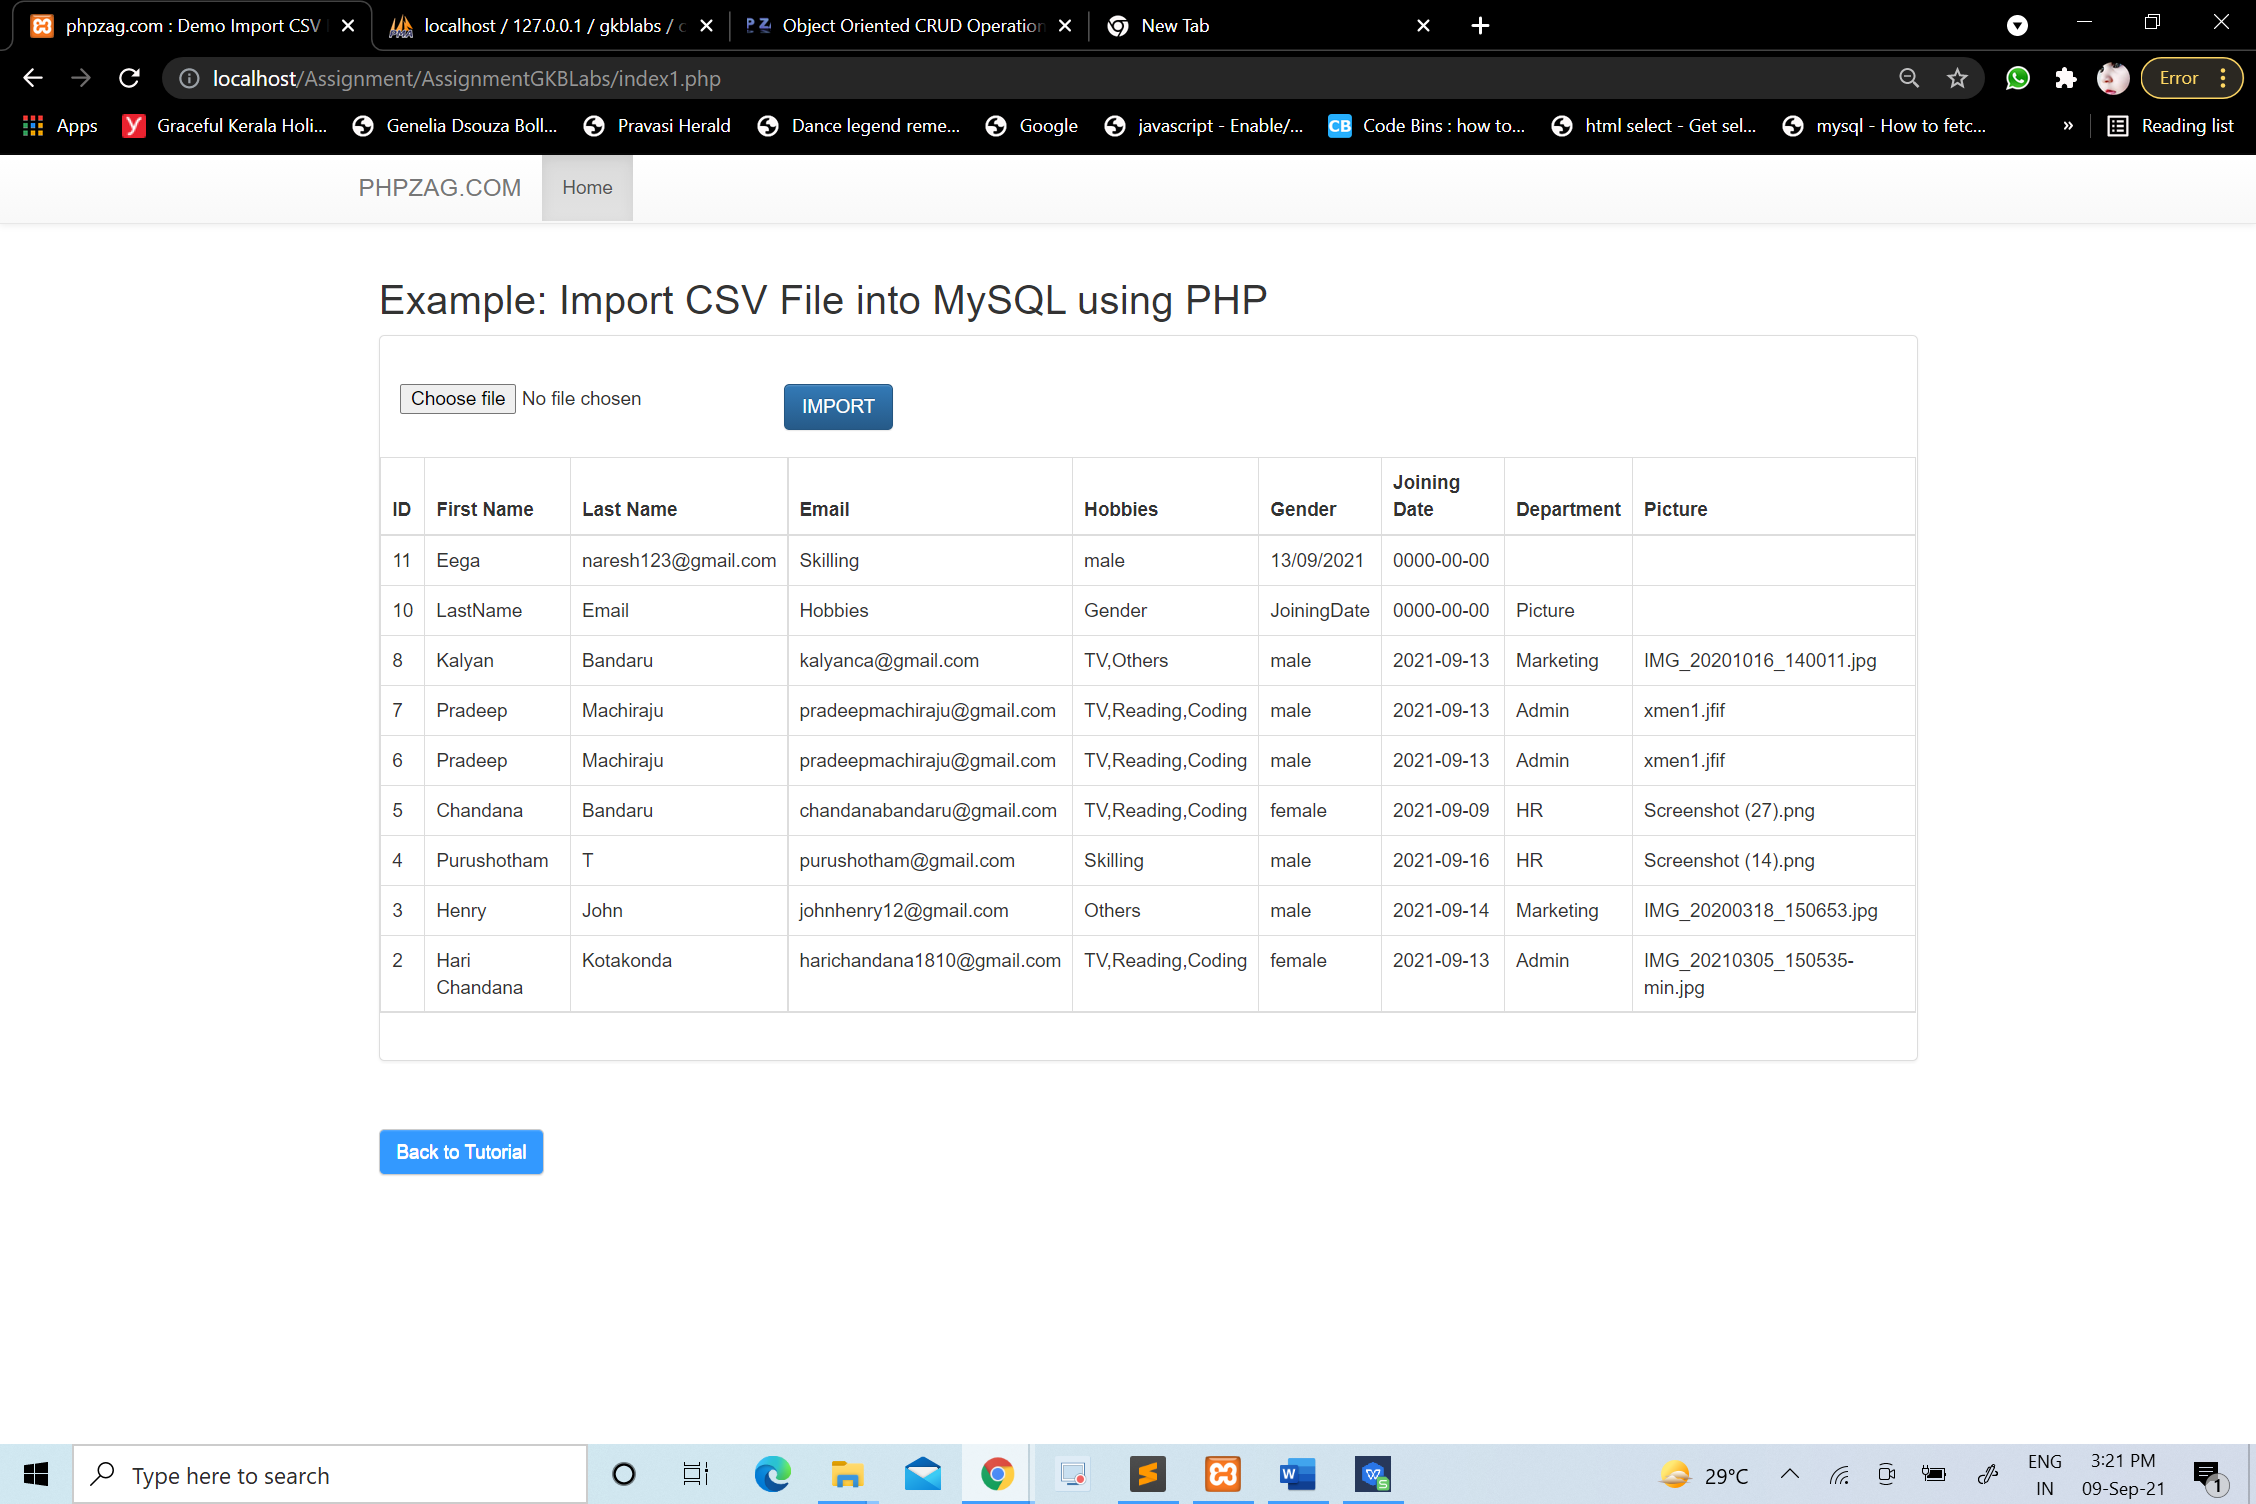 phpzag.com : Demo Import CSV
localhost / 127.0.0.1 / gkblabs / c
PZ Object Oriented CRUD Operation
New Tab
localhost/Assignment/AssignmentGKBLabs/index1.php
Error
Apps
Graceful Kerala Holi...
Genelia Dsouza Boll...
Pravasi Herald
Dance legend reme...
Google
javascript - Enable/...
CB Code Bins : how to...
html select - Get sel...
mysql - How to fetc...
»
Reading list
PHPZAG.COM
Home
Example: Import CSV File into MySQL using PHP
Choose file No file chosen
IMPORT
ID First Name Last Name Email Hobbies Gender Joining Date Department Picture
11 Eega naresh123@gmail.com Skilling male 13/09/2021 0000-00-00
10 LastName Email Hobbies Gender JoiningDate 0000-00-00 Picture
8 Kalyan Bandaru kalyanca@gmail.com TV,Others male 2021-09-13 Marketing IMG_20201016_140011.jpg
7 Pradeep Machiraju pradeepmachiraju@gmail.com TV,Reading,Coding male 2021-09-13 Admin xmen1.jfif
6 Pradeep Machiraju pradeepmachiraju@gmail.com TV,Reading,Coding male 2021-09-13 Admin xmen1.jfif
5 Chandana Bandaru chandanabandaru@gmail.com TV,Reading,Coding female 2021-09-09 HR Screenshot (27).png
4 Purushotham T purushotham@gmail.com Skilling male 2021-09-16 HR Screenshot (14).png
3 Henry John johnhenry12@gmail.com Others male 2021-09-14 Marketing IMG_20200318_150653.jpg
2 Hari Chandana Kotakonda harichandana1810@gmail.com TV,Reading,Coding female 2021-09-13 Admin IMG_20210305_150535-min.jpg
Back to Tutorial
Type here to search
29°C
ENG
IN
3:21 PM
09-Sep-21
1